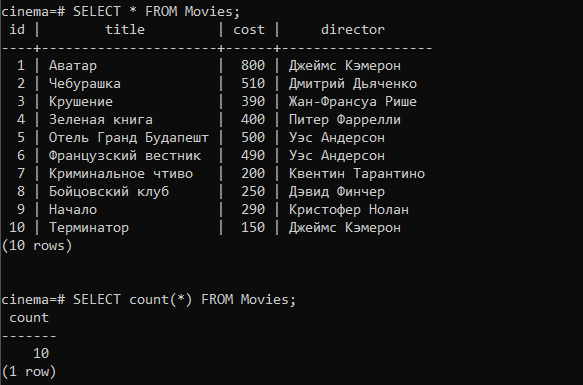 cinema=# SELECT * FROM Movies;
 id |        title         | cost |     director
----+----------------------+------+-------------------
  1 | Аватар               |  800 | Джеймс Кэмерон
  2 | Чебурашка            |  510 | Дмитрий Дьяченко
  3 | Крушение             |  390 | Жан-Франсуа Рише
  4 | Зеленая книга        |  400 | Питер Фаррелли
  5 | Отель Гранд Будапешт |  500 | Уэс Андерсон
  6 | Французский вестник  |  490 | Уэс Андерсон
  7 | Криминальное чтиво   |  200 | Квентин Тарантино
  8 | Бойцовский клуб      |  250 | Дэвид Финчер
  9 | Начало               |  290 | Кристофер Нолан
 10 | Терминатор           |  150 | Джеймс Кэмерон
(10 rows)
cinema=# SELECT count(*) FROM Movies;
 count
-------
    10
(1 row)